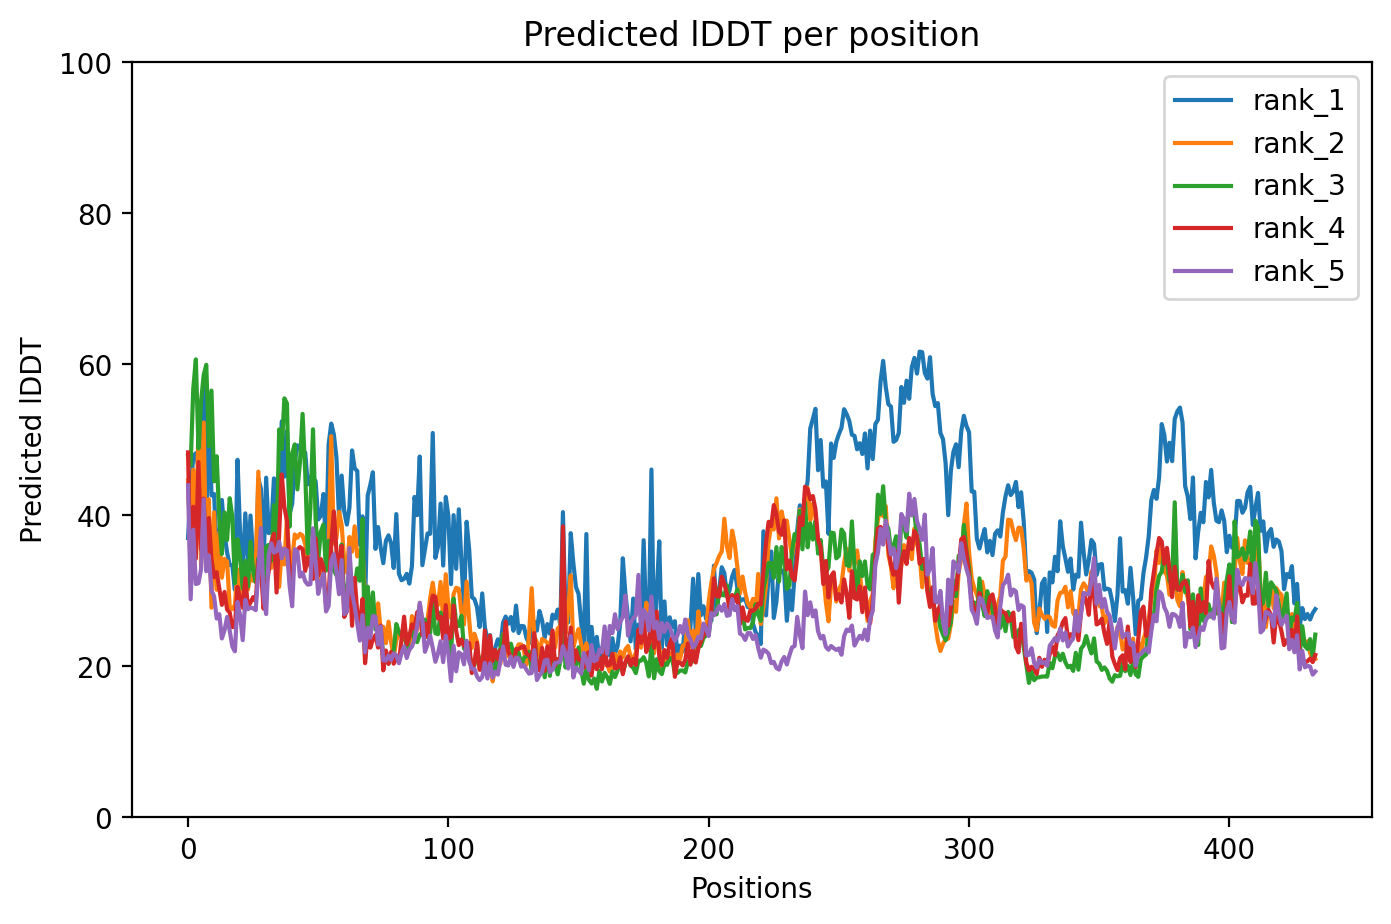 Predicted lDDT per position
100
80
60
40
20
0
Predicted lDDT
0 100 200 300 400
Positions
rank_1
rank_2
rank_3
rank_4
rank_5